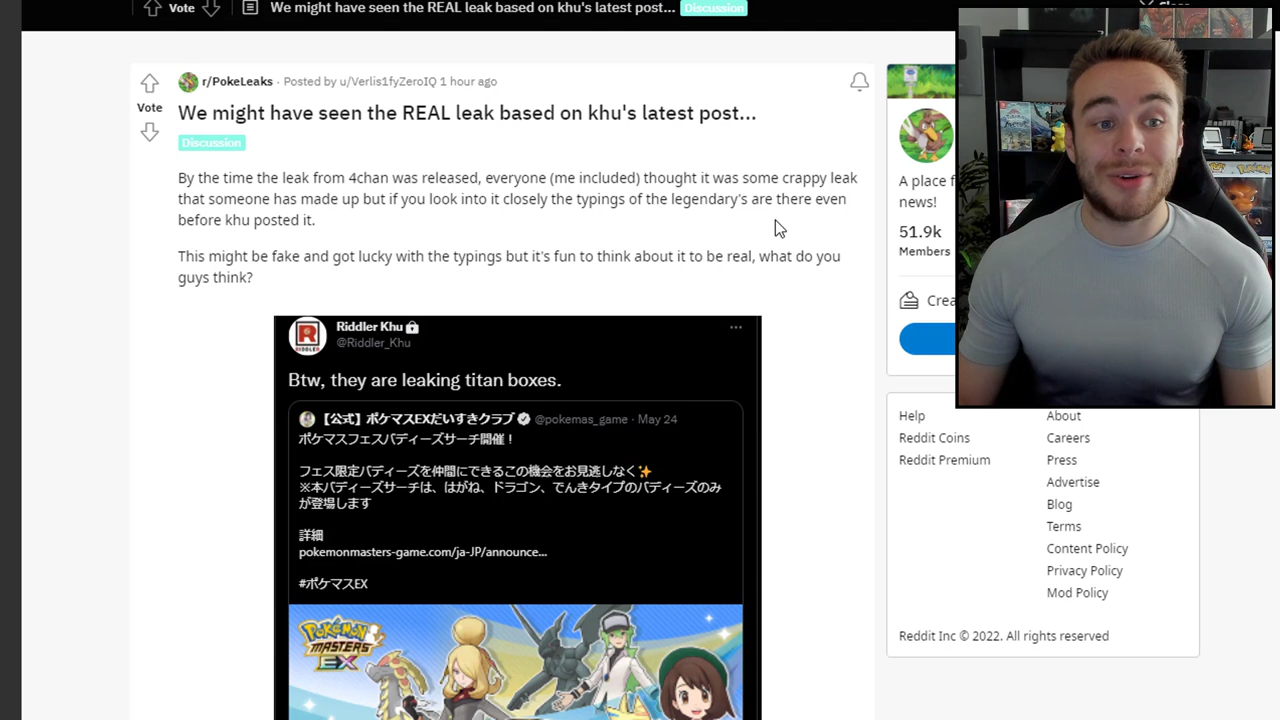 Vote
We might have seen the REAL leak based on khu's latest post...
Discussion
r/PokeLeaks · Posted by u/Verlis1fyZeroIQ 1 hour ago
Vote
We might have seen the REAL leak based on khu's latest post...
Discussion
By the time the leak from 4chan was released, everyone (me included) thought it was some crappy leak
that someone has made up but if you look into it closely the typings of the legendary's are there even
before khu posted it.
This might be fake and got lucky with the typings but it's fun to think about it to be real, what do you
guys think?
Riddler Khu
@Riddler_Khu
RIDDLER
Btw, they are leaking titan boxes.
【公式】ポケマスEXだいすきクラブ @pokemas_game · May 24
ポケマスフェスバディーズサーチ開催！
フェス限定バディーズを仲間にできるこの機会をお見逃しなく✨
※本バディーズサーチは、はがね、ドラゴン、でんきタイプのバディーズのみ
が登場します
詳細
pokemonmasters-game.com/ja-JP/announce...
#ポケマスEX
POKÉMON
MASTERS
EX
A place f
news!
51.9k
Members
Crea
Help
About
Reddit Coins
Careers
Reddit Premium
Press
Advertise
Blog
Terms
Content Policy
Privacy Policy
Mod Policy
Reddit Inc © 2022. All rights reserved